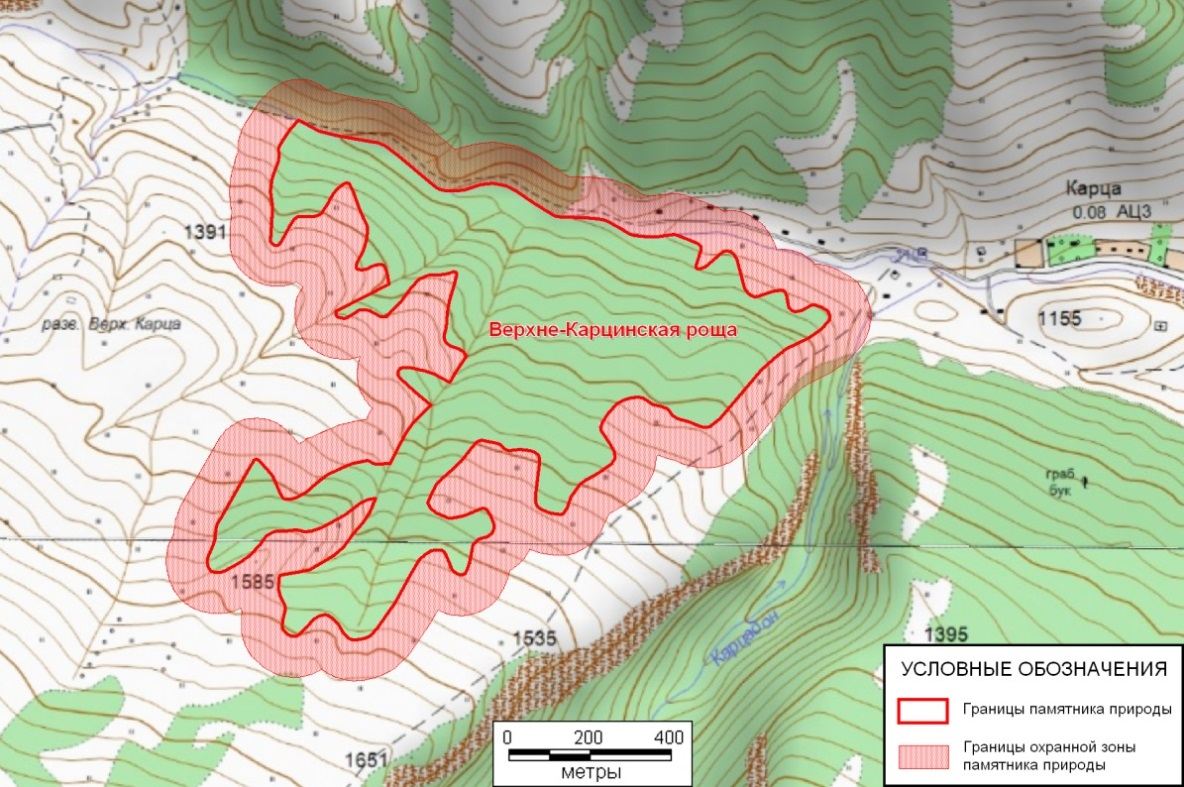 Карца
0.08 АЦЗ
1391
разв. Верх. Карца
Верхне-Карцинская роща
1155
граб
бук
1585
1535
Карцадон
1395
1651
0 200 400
метры
УСЛОВНЫЕ ОБОЗНАЧЕНИЯ
Границы памятника природы
Границы охранной зоны
памятника природы